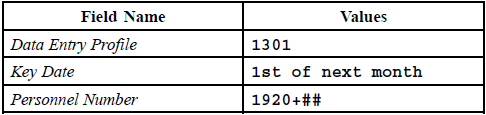 Field Name Values
Data Entry Profile 1301
Key Date 1st of next month
Personnel Number 1920+##